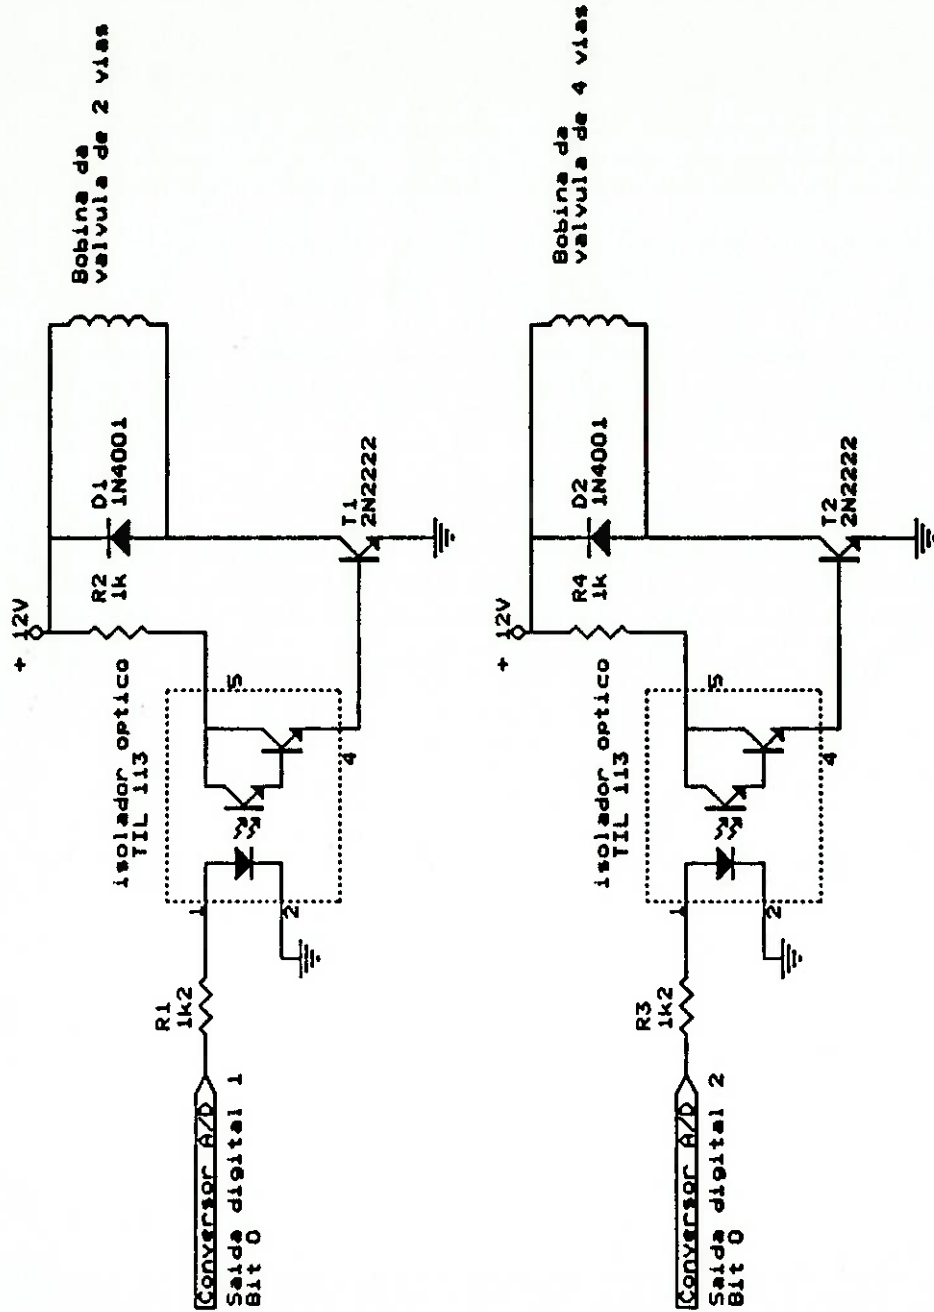 Conversor A/D
Saida digital 1
Bit 0
R1
1k2
1
2
isolador optico
TIL 113
5
4
+ 12V
R2
1k
D1
1N4001
T1
2N2222
Bobina da
valvula de 2 vias
Conversor A/D
Saida digital 2
Bit 0
R3
1k2
1
2
isolador optico
TIL 113
5
4
+ 12V
R4
1k
D2
1N4001
T2
2N2222
Bobina da
valvula de 4 vias